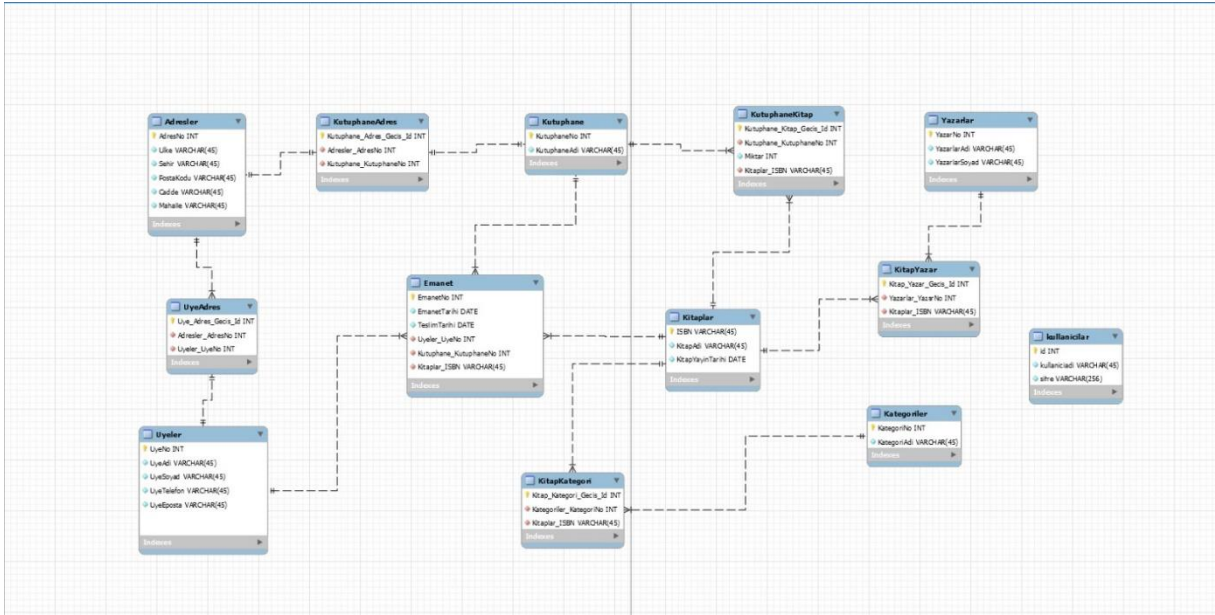 Adresler
AdresNo INT
Ulke VARCHAR(45)
Sehir VARCHAR(45)
PostaKodu VARCHAR(45)
Cadde VARCHAR(45)
Mahalle VARCHAR(45)
Indexes
KutuphaneAdres
Kutuphane_Adres_Gecis_Id INT
Adresler_AdresNo INT
Kutuphane_KutuphaneNo INT
Indexes
Kutuphane
KutuphaneNo INT
KutuphaneAdi VARCHAR(45)
Indexes
KutuphaneKitap
Kutuphane_Kitap_Gecis_Id INT
Kutuphane_KutuphaneNo INT
Miktar INT
Kitaplar_ISBN VARCHAR(45)
Indexes
Yazarlar
YazarNo INT
YazarlarAdi VARCHAR(45)
YazarlarSoyad VARCHAR(45)
Indexes
UyeAdres
Uye_Adres_Gecis_Id INT
Adresler_AdresNo INT
Uyeler_UyeNo INT
Indexes
Emanet
EmanetNo INT
EmanetTarihi DATE
TeslimTarihi DATE
Uyeler_UyeNo INT
Kutuphane_KutuphaneNo INT
Kitaplar_ISBN VARCHAR(45)
Indexes
Kitaplar
ISBN VARCHAR(45)
KitapAdi VARCHAR(45)
KitapYayinTarihi DATE
Indexes
KitapYazar
Kitap_Yazar_Gecis_Id INT
Yazarlar_YazarNo INT
Kitaplar_ISBN VARCHAR(45)
Indexes
kullanicilar
id INT
kullaniciadi VARCHAR(45)
sifre VARCHAR(256)
Indexes
Uyeler
UyeNo INT
UyeAdi VARCHAR(45)
UyeSoyad VARCHAR(45)
UyeTelefon VARCHAR(45)
UyeEposta VARCHAR(45)
Indexes
KitapKategori
Kitap_Kategori_Gecis_Id INT
Kategoriler_KategoriNo INT
Kitaplar_ISBN VARCHAR(45)
Indexes
Kategoriler
KategoriNo INT
KategoriAdi VARCHAR(45)
Indexes